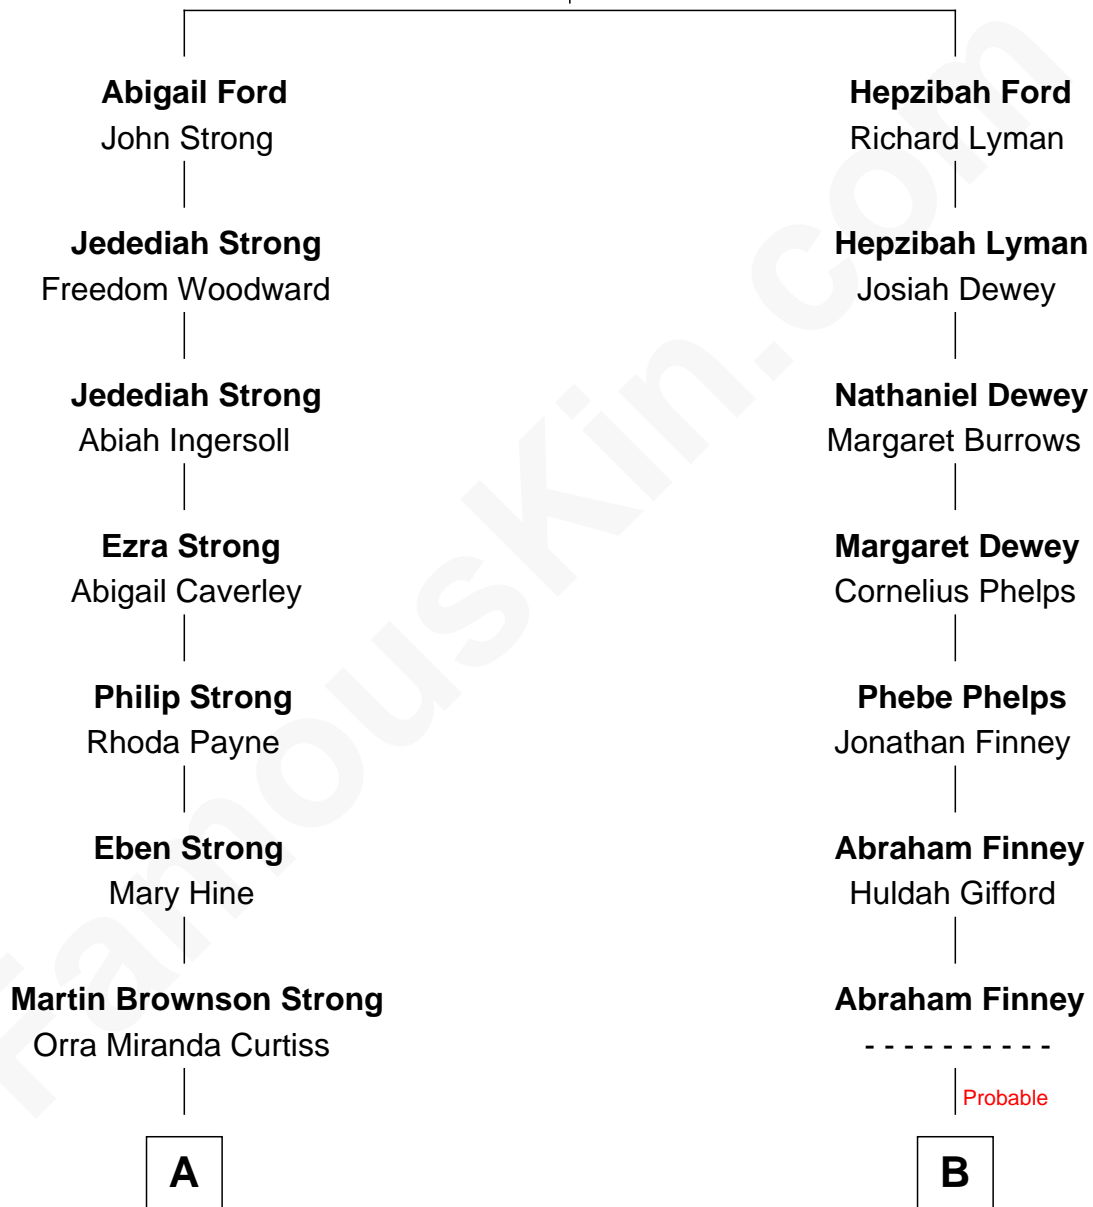 Abigail Ford
John Strong
Jedediah Strong
Freedom Woodward
Jedediah Strong
Abiah Ingersoll
Ezra Strong
Abigail Caverley
Philip Strong
Rhoda Payne
Eben Strong
Mary Hine
Martin Brownson Strong
Orra Miranda Curtiss
A
Hepzibah Ford
Richard Lyman
Hepzibah Lyman
Josiah Dewey
Nathaniel Dewey
Margaret Burrows
Margaret Dewey
Cornelius Phelps
Phebe Phelps
Jonathan Finney
Abraham Finney
Huldah Gifford
Abraham Finney
- - - - - - - - - -
Probable
B
FamousKin.com